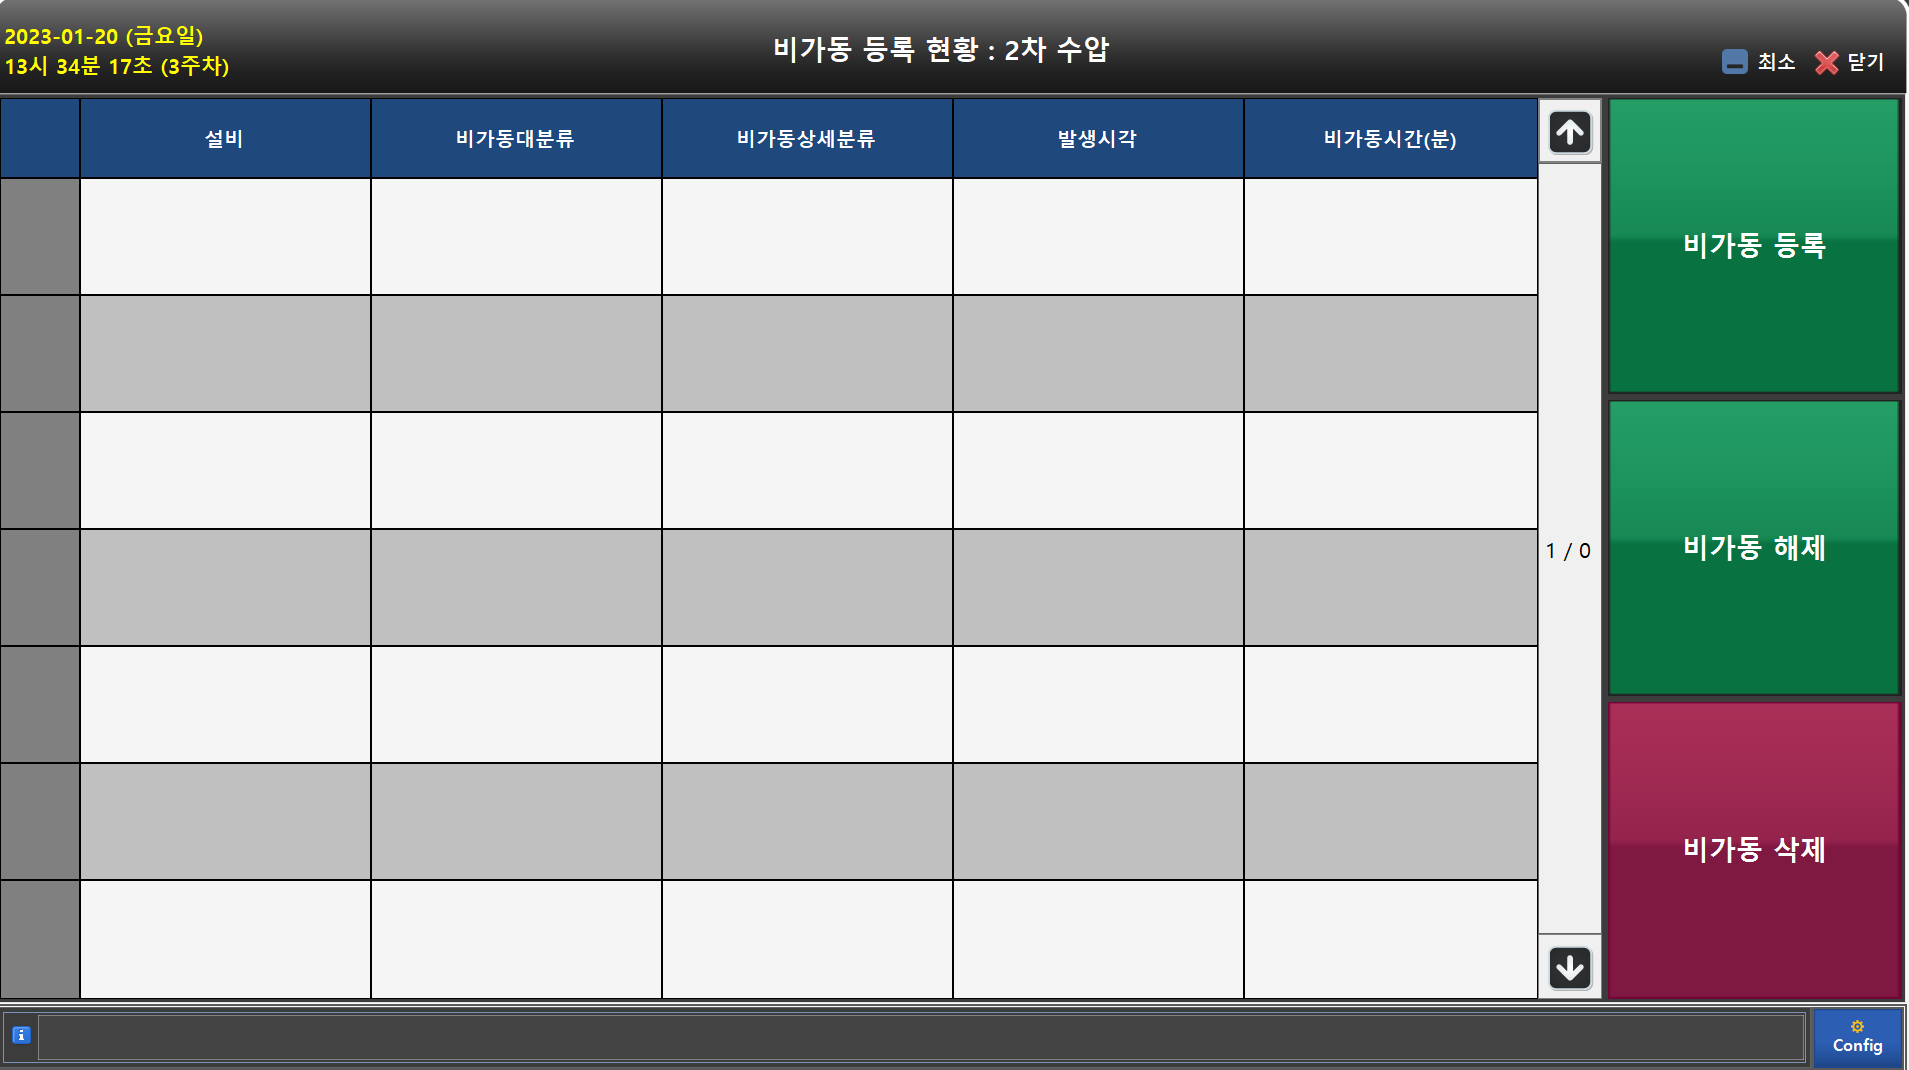 2023-01-20 (금요일)
13시 34분 17초 (3주차)
비가동 등록 현황 : 2차 수압
최소
닫기
설비
비가동대분류
비가동상세분류
발생시각
비가동시간(분)
비가동 등록
1 / 0
비가동 해제
비가동 삭제
Config